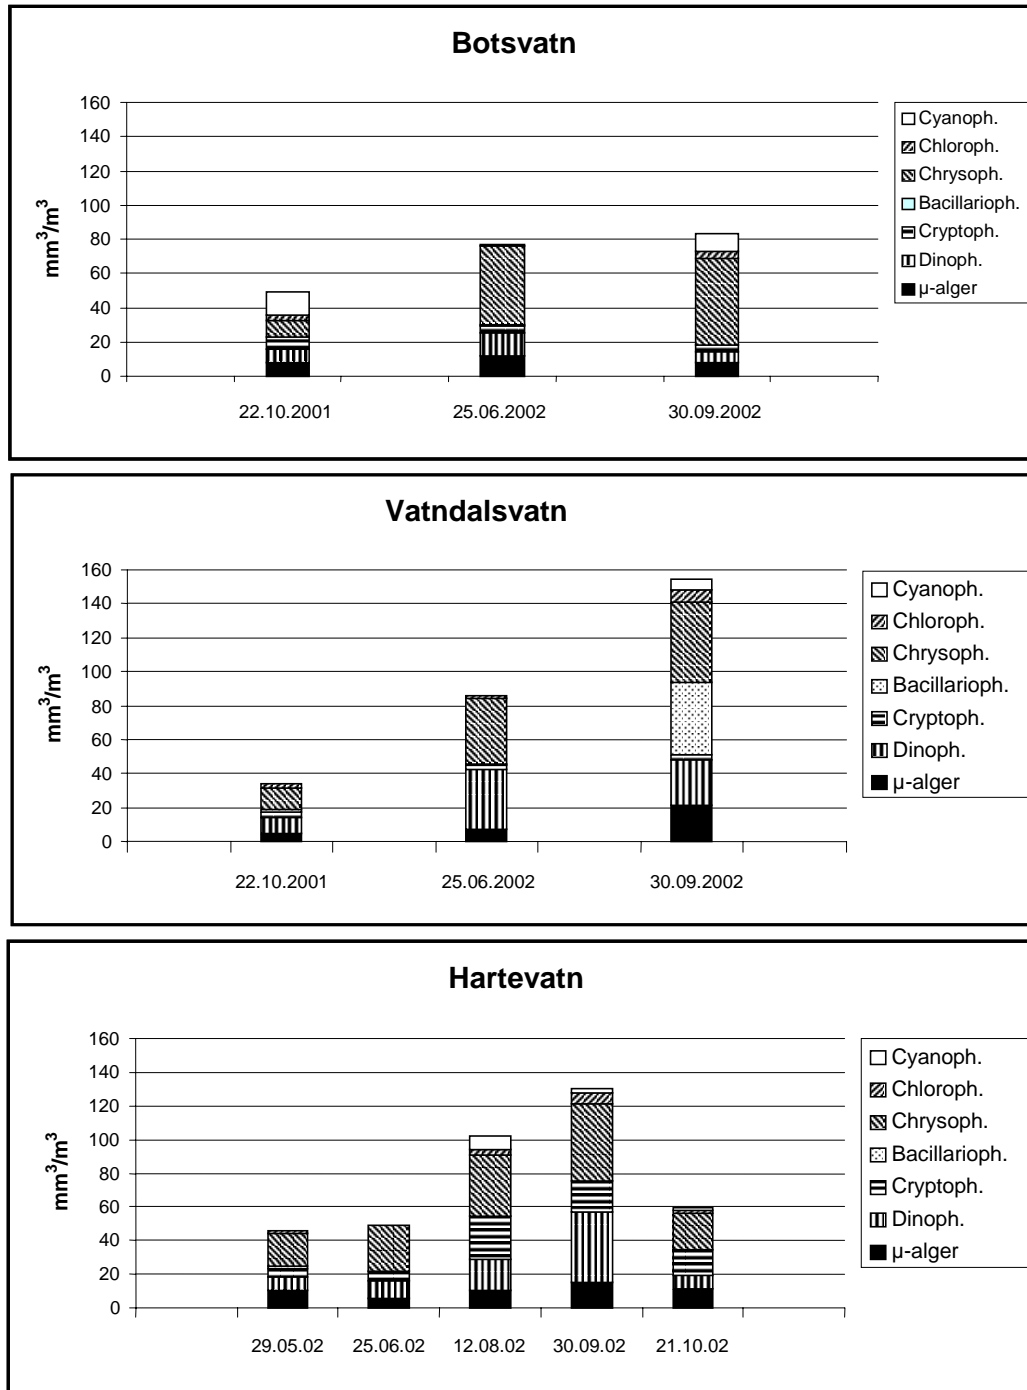 Botsvatn
mm³/m³
160
140
120
100
80
60
40
20
0
22.10.2001 25.06.2002 30.09.2002
Cyanoph.
Chloroph.
Chrysoph.
Bacillarioph.
Cryptoph.
Dinoph.
μ-alger
Vatndalsvatn
mm³/m³
160
140
120
100
80
60
40
20
0
22.10.2001 25.06.2002 30.09.2002
Cyanoph.
Chloroph.
Chrysoph.
Bacillarioph.
Cryptoph.
Dinoph.
μ-alger
Hartevatn
mm³/m³
160
140
120
100
80
60
40
20
0
29.05.02 25.06.02 12.08.02 30.09.02 21.10.02
Cyanoph.
Chloroph.
Chrysoph.
Bacillarioph.
Cryptoph.
Dinoph.
μ-alger